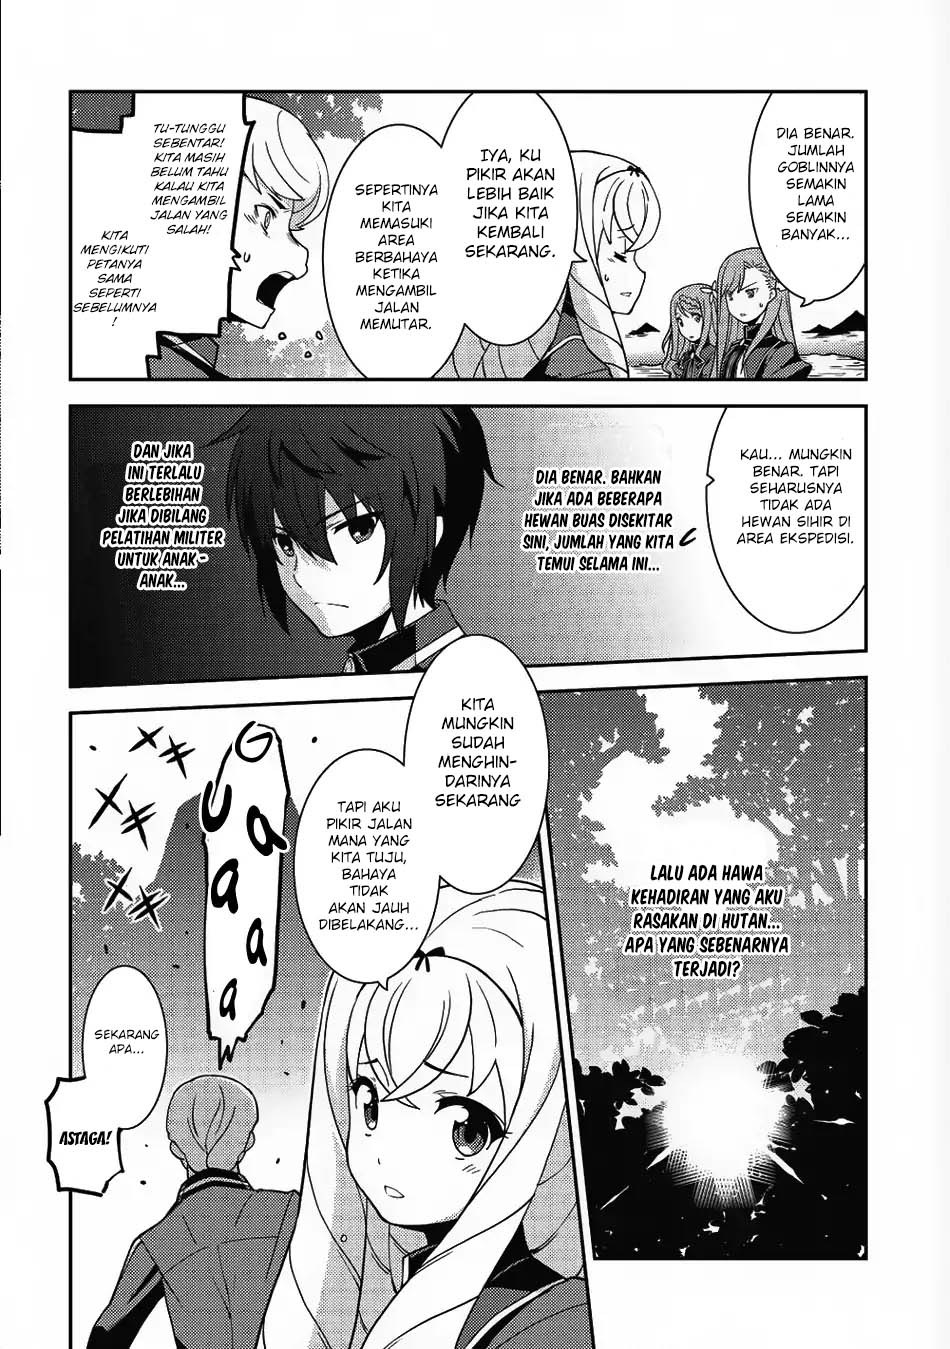 DIA BENAR.
JUMLAH
GOBLINNYA
SEMAKIN
LAMA
SEMAKIN
BANYAK...
IYA, KU
PIKIR AKAN
LEBIH BAIK
JIKA KITA
KEMBALI
SEKARANG.
SEPERTINYA
KITA
MEMASUKI
AREA
BERBAHAYA
KETIKA
MENGAMBIL
JALAN
MEMUTAR.
TU-TUNGGU
SEBENTAR!
KITA MASIH
BELUM TAHU
KALAU KITA
MENGAMBIL
JALAN YANG
SALAH!
KITA
MENGIKUTI
PETANYA
SAMA
SEPERTI
SEBELUMNYA
!
KAU... MUNGKIN
BENAR. TAPI
SEHARUSNYA
TIDAK ADA
HEWAN SIHIR DI
AREA EKSPEDISI.
DIA BENAR. BAHKAN
JIKA ADA BEBERAPA
HEWAN BUAS DISEKITAR
SINI, JUMLAH YANG KITA
TEMUI SELAMA INI...
DAN JIKA
INI TERLALU
BERLEBIHAN
JIKA DIBILANG
PELATIHAN MILITER
UNTUK ANAK-
ANAK...
LALU ADA HAWA
KEHADIRAN YANG AKU
RASAKAN DI HUTAN...
APA YANG SEBENARNYA
TERJADI?
KITA
MUNGKIN
SUDAH
MENGHIN-
DARINYA
SEKARANG
TAPI AKU
PIKIR JALAN
MANA YANG
KITA TUJU,
BAHAYA
TIDAK
AKAN JAUH
DIBELAKANG...
GUaaaaaa
SEKARANG
APA...
ASTAGA!